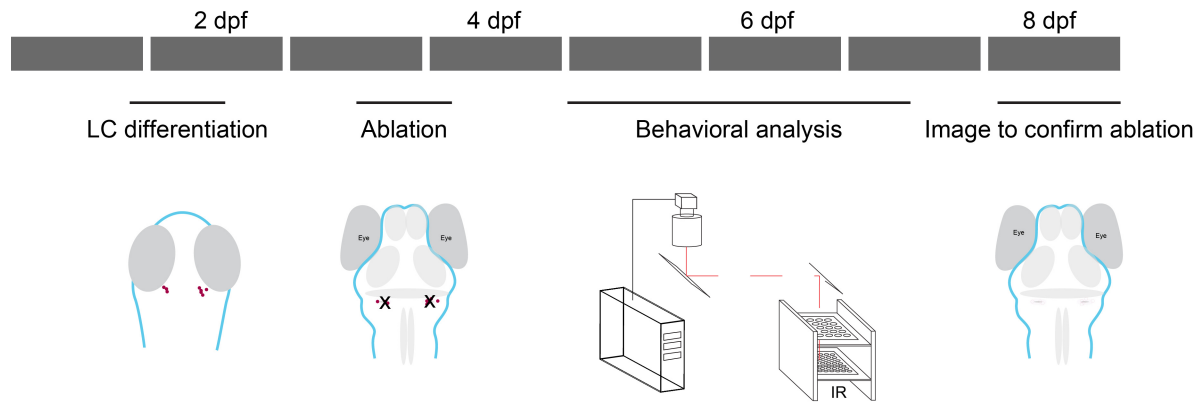 2 dpf
4 dpf
6 dpf
8 dpf
LC differentiation
Ablation
Behavioral analysis
Image to confirm ablation
Eye
Eye
X
X
IR
Eye
Eye